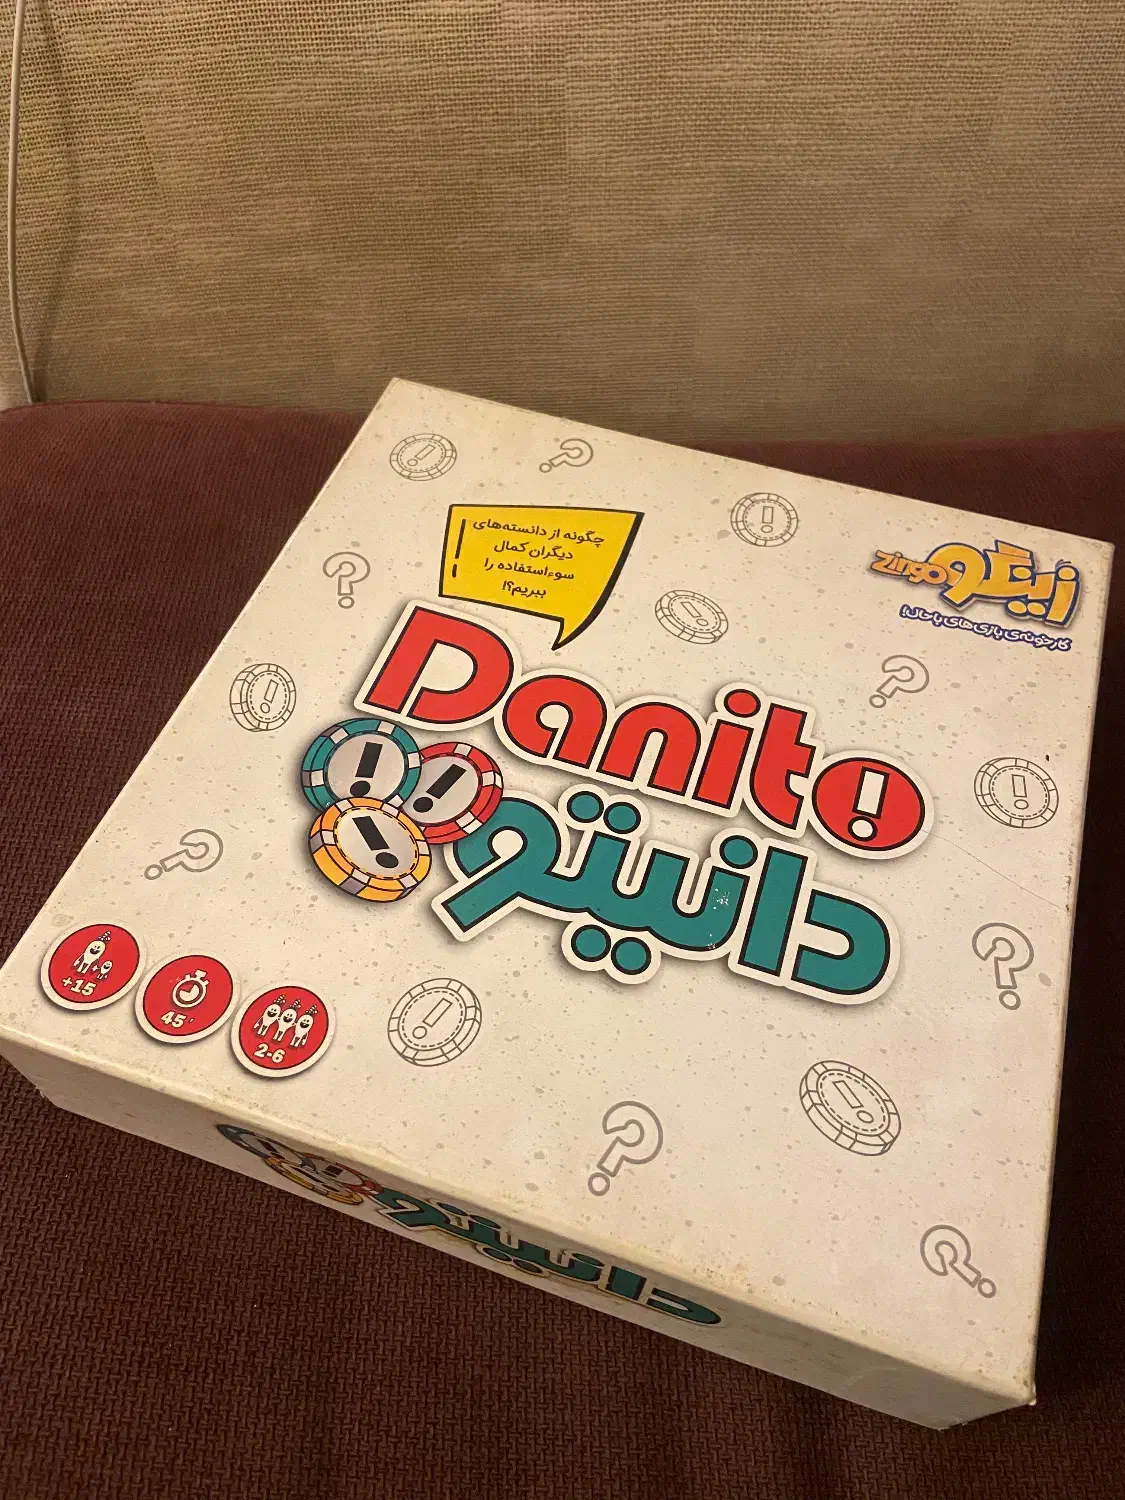 چگونه از دانسته‌های
دیگران کمال
سوءاستفاده را
ببریم؟!
زینگو
Zingo
کارخونه‌ی بازی‌های باحال!
Danito
دانیتو
+15
45'
2-6
دانیتو